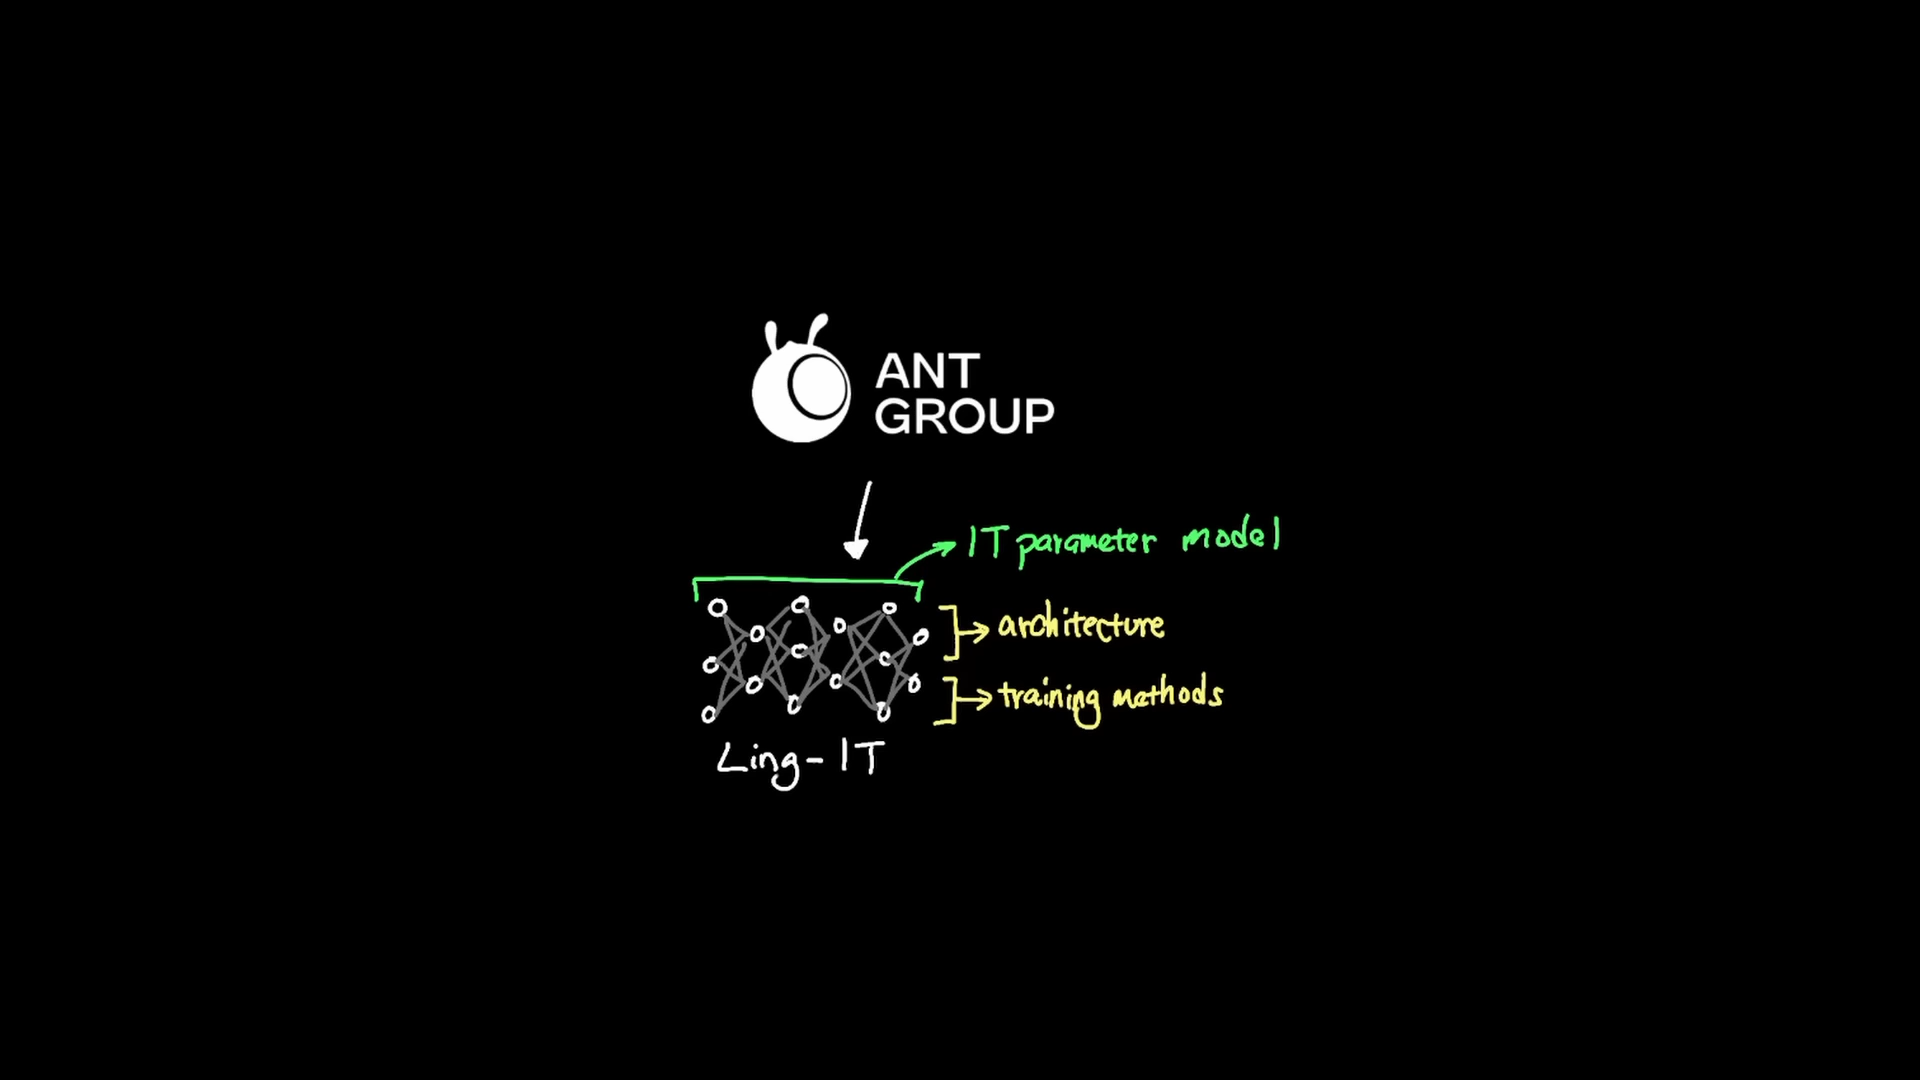 ANT
GROUP
1T parameter model
architecture
training methods
Ling-1T